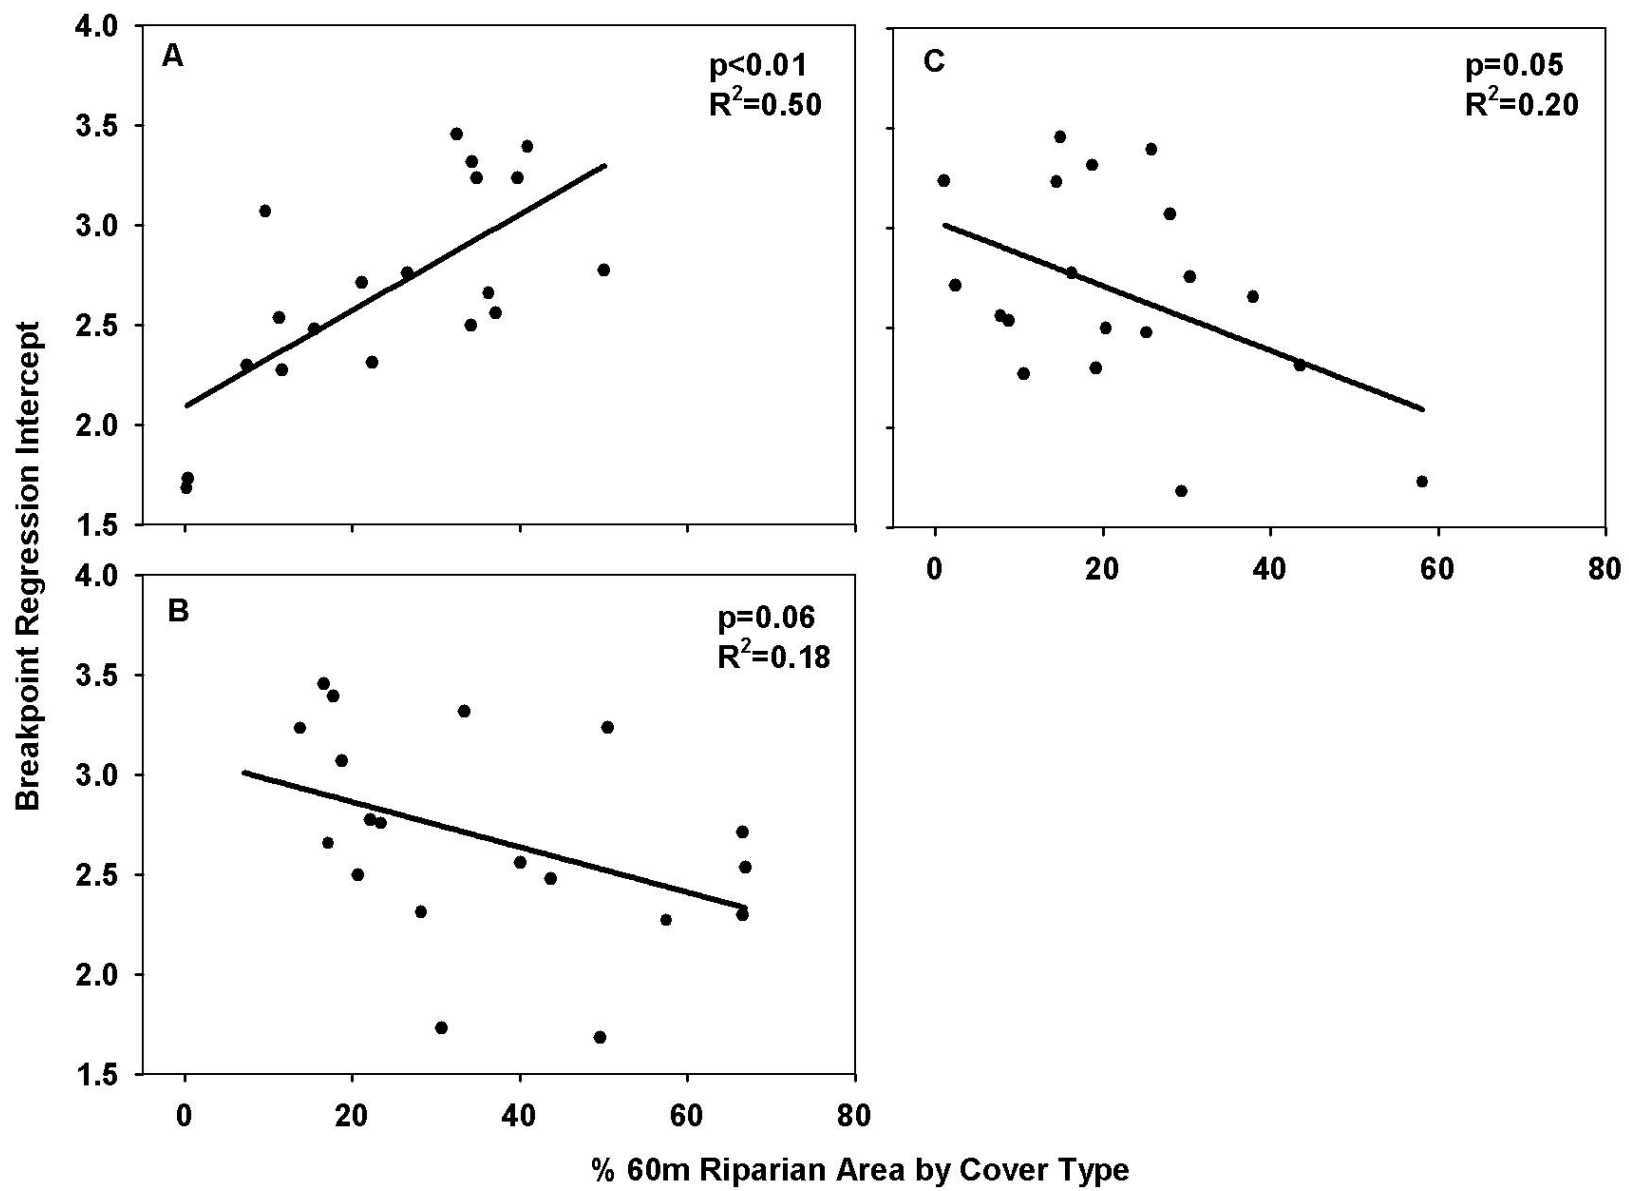 A
p<0.01
R²=0.50
4.0
3.5
3.0
2.5
2.0
1.5
C
p=0.05
R²=0.20
0 20 40 60 80
B
p=0.06
R²=0.18
4.0
3.5
3.0
2.5
2.0
1.5
0 20 40 60 80
Breakpoint Regression Intercept
% 60m Riparian Area by Cover Type